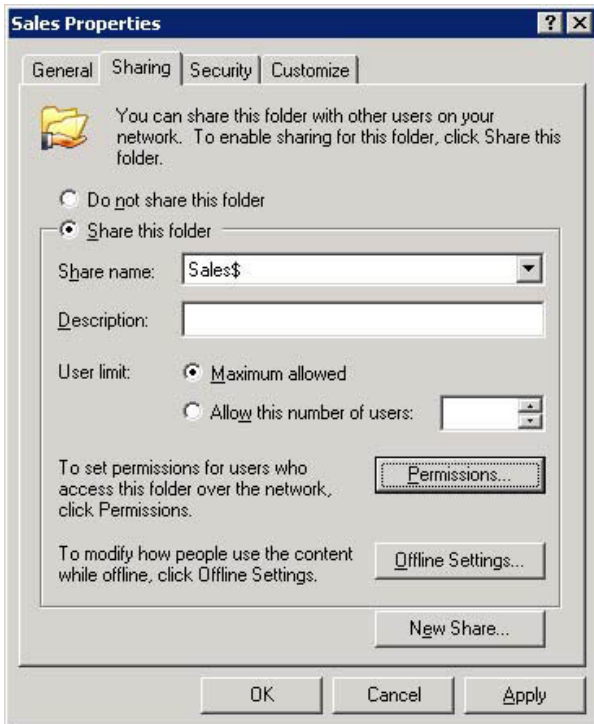 Sales Properties
General Sharing Security Customize
You can share this folder with other users on your
network. To enable sharing for this folder, click Share this
folder.
Do not share this folder
Share this folder
Share name: Sales$
Description:
User limit: Maximum allowed
Allow this number of users:
To set permissions for users who
access this folder over the network,
click Permissions.
Permissions...
To modify how people use the content
while offline, click Offline Settings.
Offline Settings...
New Share...
OK Cancel Apply